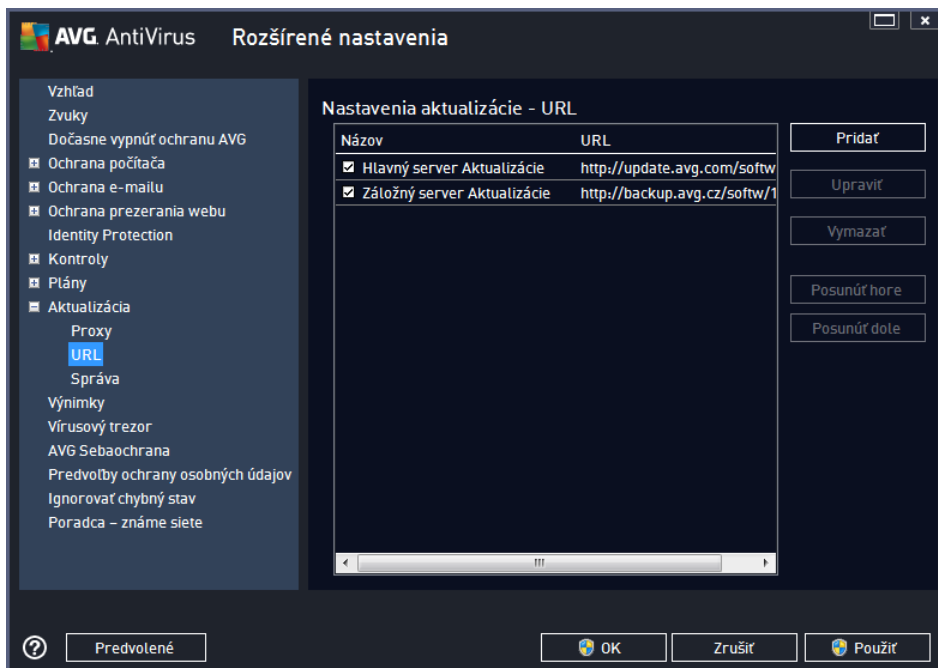 AVG AntiVirus Rozšírené nastavenia
Vzhľad
Zvuky
Dočasne vypnúť ochranu AVG
Ochrana počítača
Ochrana e-mailu
Ochrana prezerania webu
Identity Protection
Kontroly
Plány
Aktualizácia
Proxy
URL
Správa
Výnimky
Vírusový trezor
AVG Sebaochrana
Predvoľby ochrany osobných údajov
Ignorovať chybný stav
Poradca – známe siete
Nastavenia aktualizácie - URL
Názov URL
Hlavný server Aktualizácie http://update.avg.com/softw
Záložný server Aktualizácie http://backup.avg.cz/softw/1
Pridať
Upraviť
Vymazať
Posunúť hore
Posunúť dole
Predvolené
OK
Zrušiť
Použiť